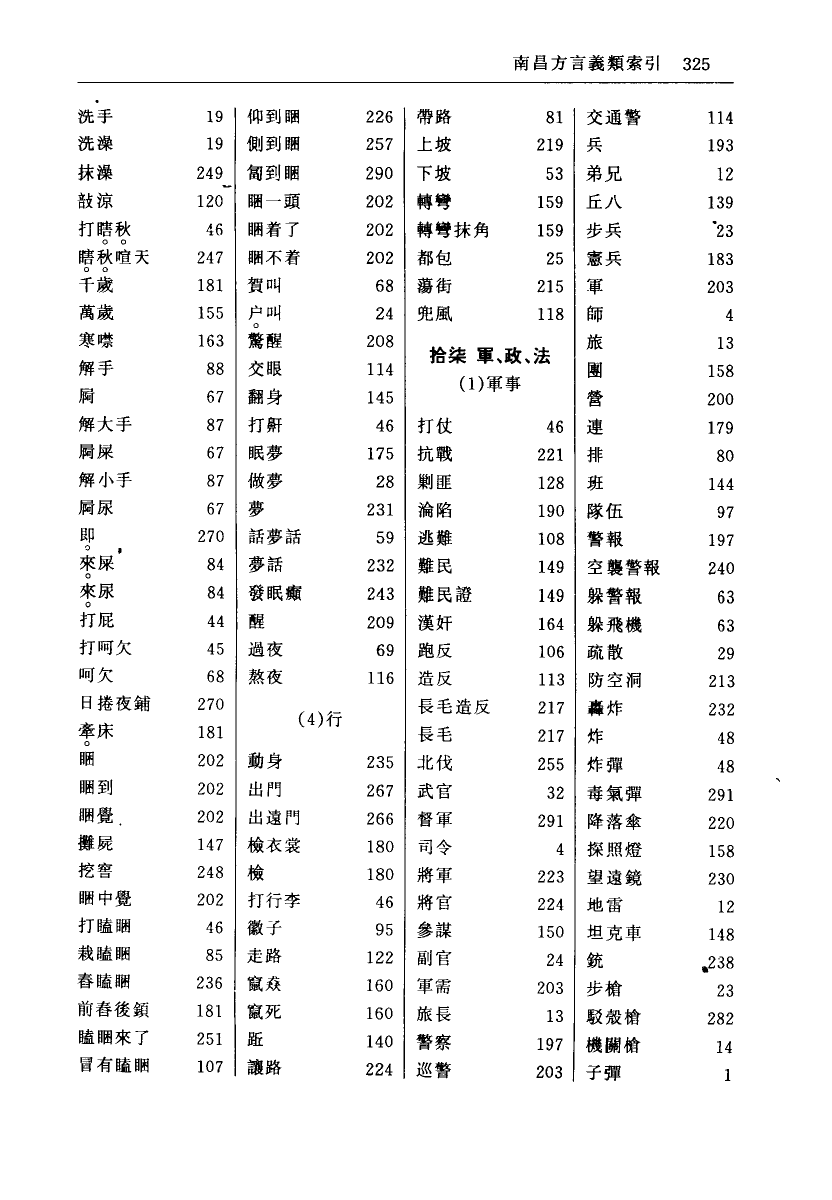 南昌方言義類索引 325
洗手 19
洗澡 19
抹澡 249
敨涼 120
打瞎秋 46
瞎秋喧天 247
千歲 181
萬歲 155
寒噤 163
解手 88
屙 67
解大手 87
屙屎 67
解小手 87
屙尿 67
即 270
來屎 84
來尿 84
打屁 44
打呵欠 45
呵欠 68
日捲夜鋪 270
牽床 181
睏 202
睏到 202
睏覺 202
攤屍 147
挖窖 248
睏中覺 202
打瞌睏 46
栽瞌睏 85
舂瞌睏 236
前舂後鎖 181
瞌睏來了 251
冒有瞌睏 107
仰到睏 226
側到睏 257
匐到睏 290
睏一頭 202
睏着了 202
睏不着 202
賀叫 68
户叫 24
驚醒 208
交眼 114
翻身 145
打鼾 46
眠夢 175
做夢 28
夢 231
話夢話 59
夢話 232
發眠癲 243
醒 209
過夜 69
熬夜 116
(4)行
動身 235
出門 267
出遠門 266
檢衣裳 180
檢 180
打行李 46
徽子 95
走路 122
竄猋 160
竄死 160
跖 140
讓路 224
帶路 81
上坡 219
下坡 53
轉彎 159
轉彎抹角 159
都包 25
蕩街 215
兜風 118
拾柒 軍、政、法
(1)軍事
打仗 46
抗戰 221
剿匪 128
淪陷 190
逃難 108
難民 149
難民證 149
漢奸 164
跑反 106
造反 113
長毛造反 217
長毛 217
北伐 255
武官 32
督軍 291
司令 4
將軍 223
將官 224
參謀 150
副官 24
軍需 203
旅長 13
警察 197
巡警 203
交通警 114
兵 193
弟兄 12
丘八 139
步兵 23
憲兵 183
軍 203
師 4
旅 13
團 158
營 200
連 179
排 80
班 144
隊伍 97
警報 197
空襲警報 240
躲警報 63
躲飛機 63
疏散 29
防空洞 213
轟炸 232
炸 48
炸彈 48
毒氣彈 291
降落傘 220
探照燈 158
望遠鏡 230
地雷 12
坦克車 148
銃 238
步槍 23
駁殼槍 282
機關槍 14
子彈 1